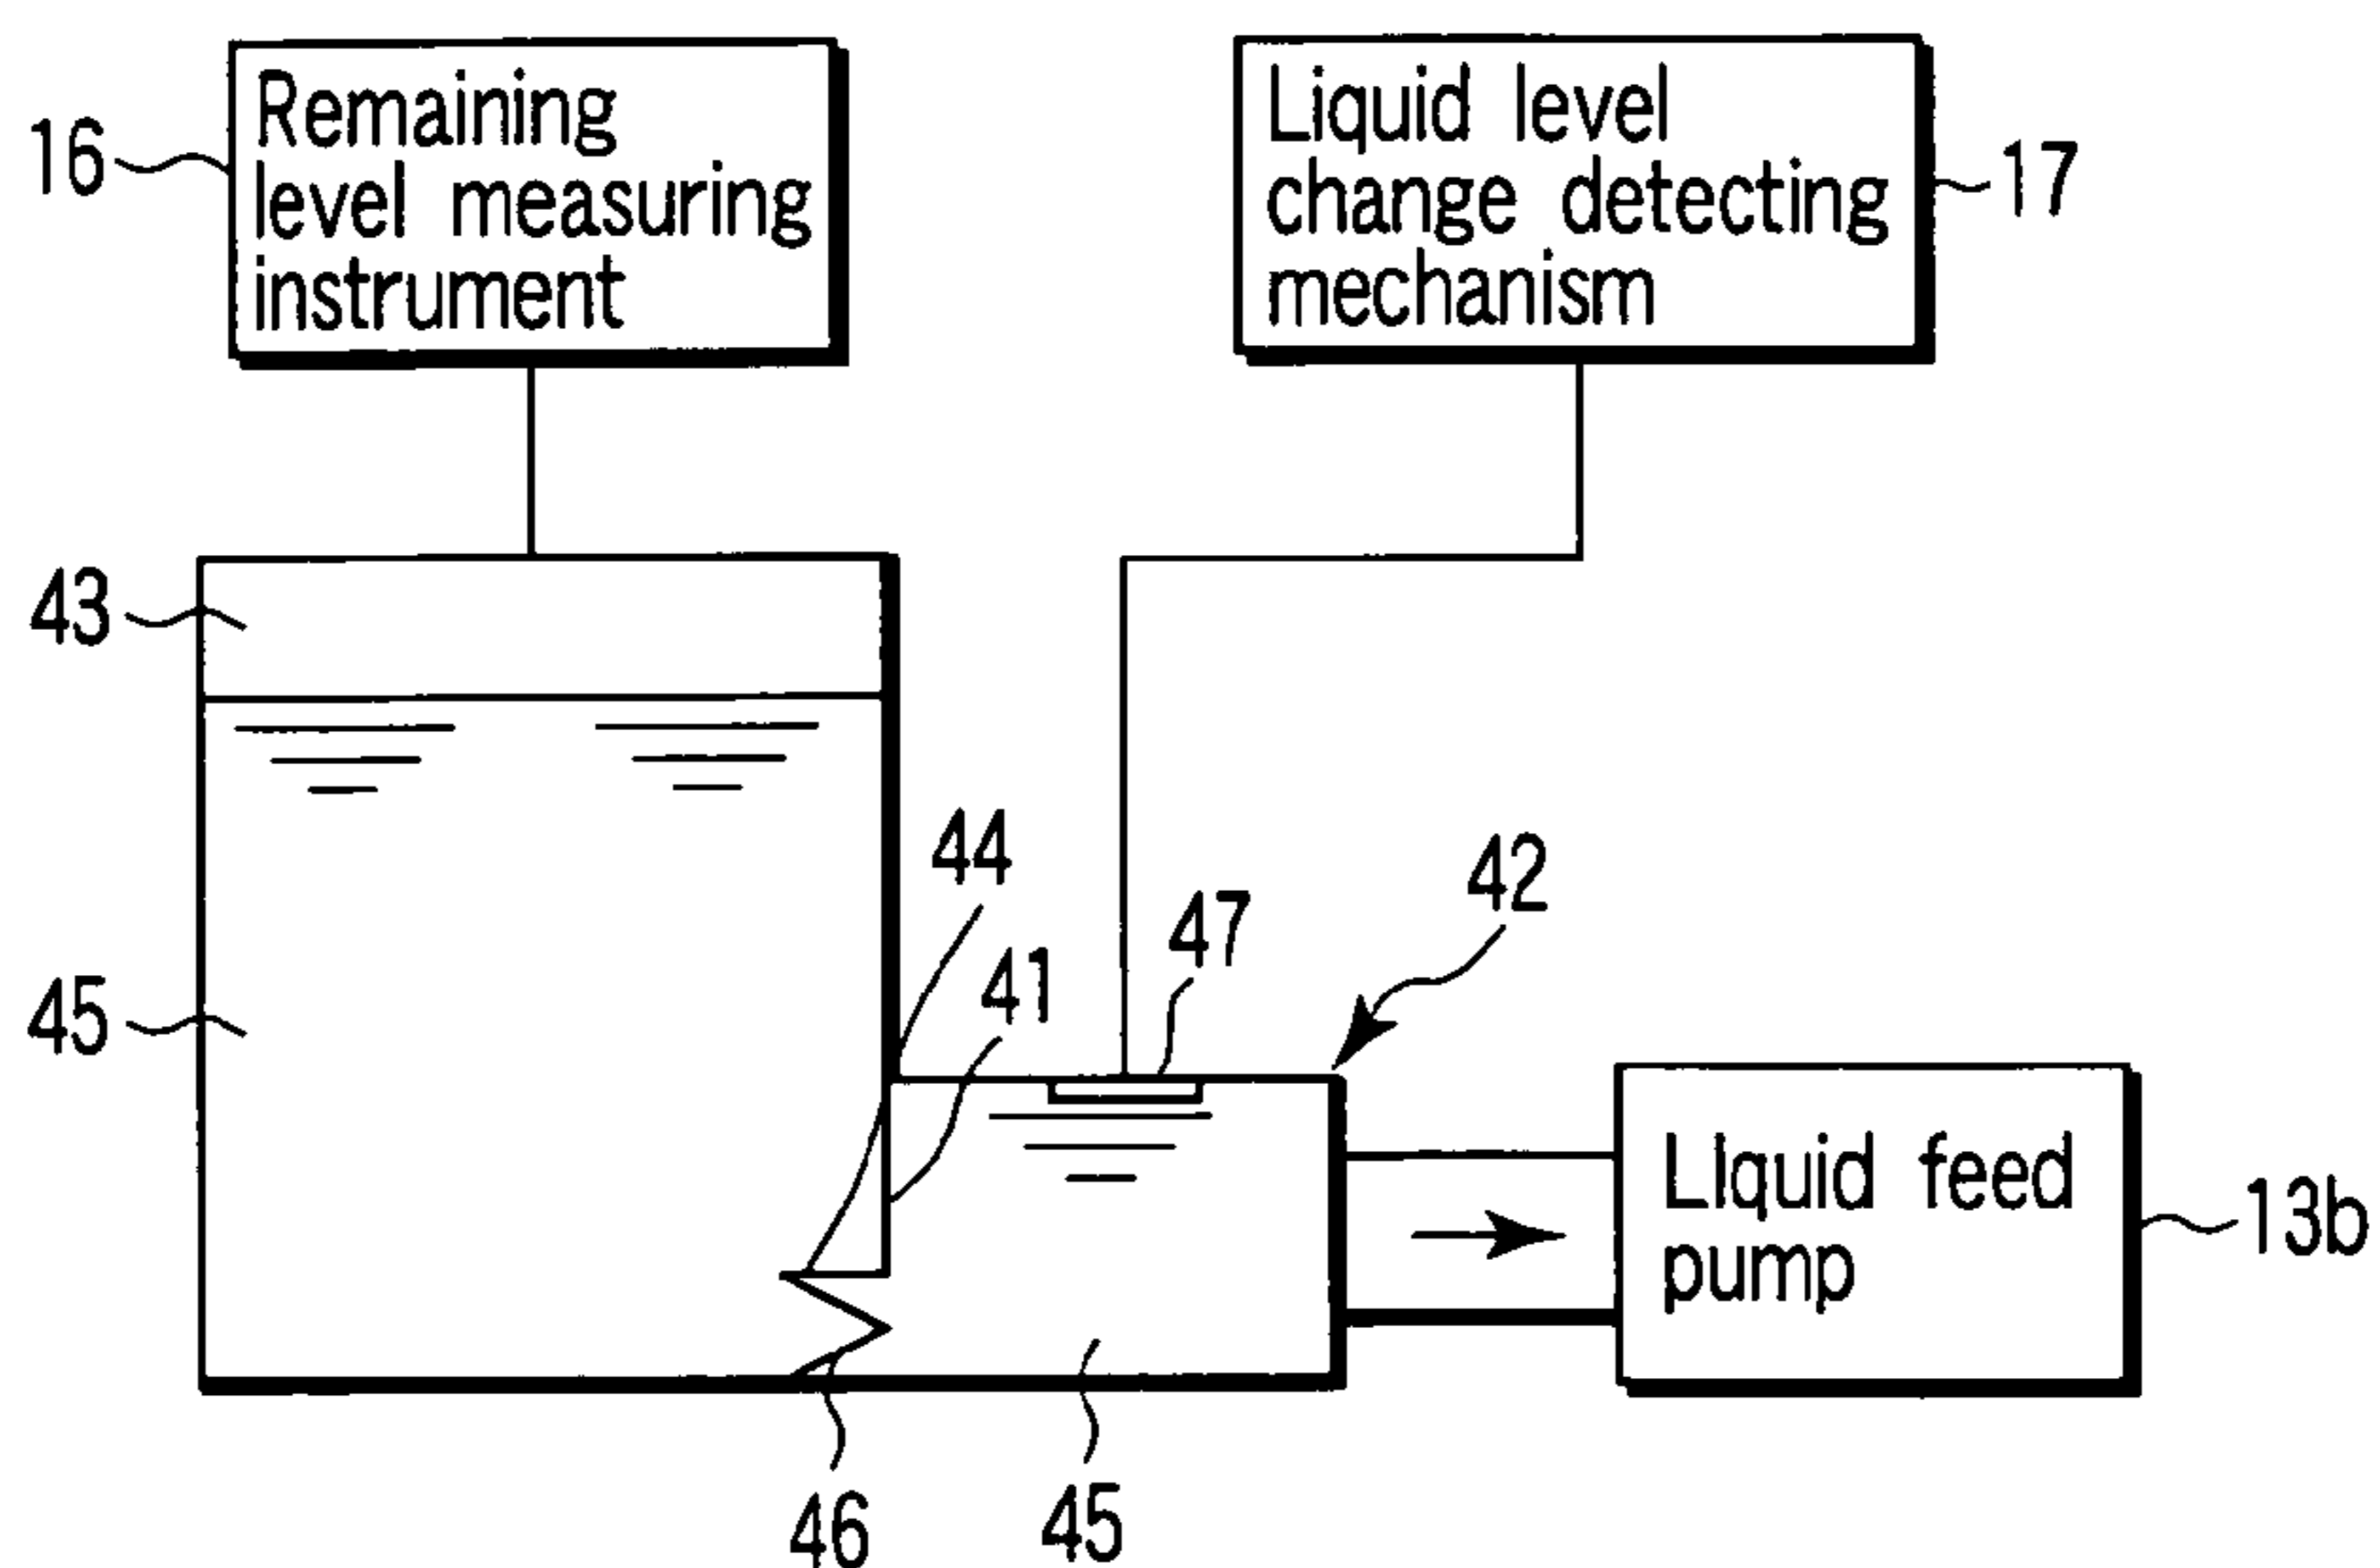 Remaining
level measuring
instrument
16
Liquid level
change detecting
mechanism
17
43
44
42
47
41
45
LIquid feed
pump
13b
46
45